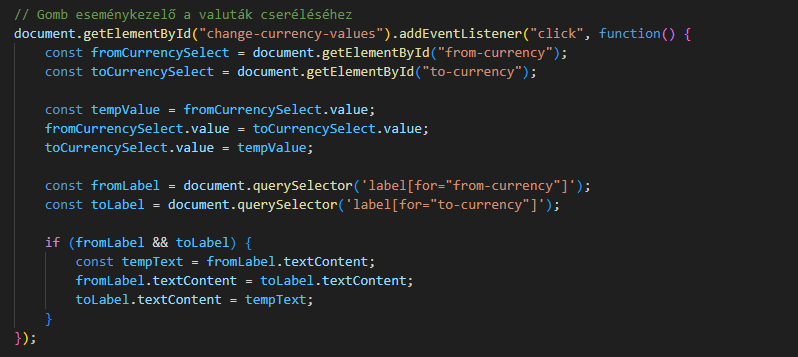 // Gomb eseménykezelő a valuták cseréléséhez
document.getElementById("change-currency-values").addEventListener("click", function() {
    const fromCurrencySelect = document.getElementById("from-currency");
    const toCurrencySelect = document.getElementById("to-currency");

    const tempValue = fromCurrencySelect.value;
    fromCurrencySelect.value = toCurrencySelect.value;
    toCurrencySelect.value = tempValue;

    const fromLabel = document.querySelector('label[for="from-currency"]');
    const toLabel = document.querySelector('label[for="to-currency"]');

    if (fromLabel && toLabel) {
        const tempText = fromLabel.textContent;
        fromLabel.textContent = toLabel.textContent;
        toLabel.textContent = tempText;
    }
});